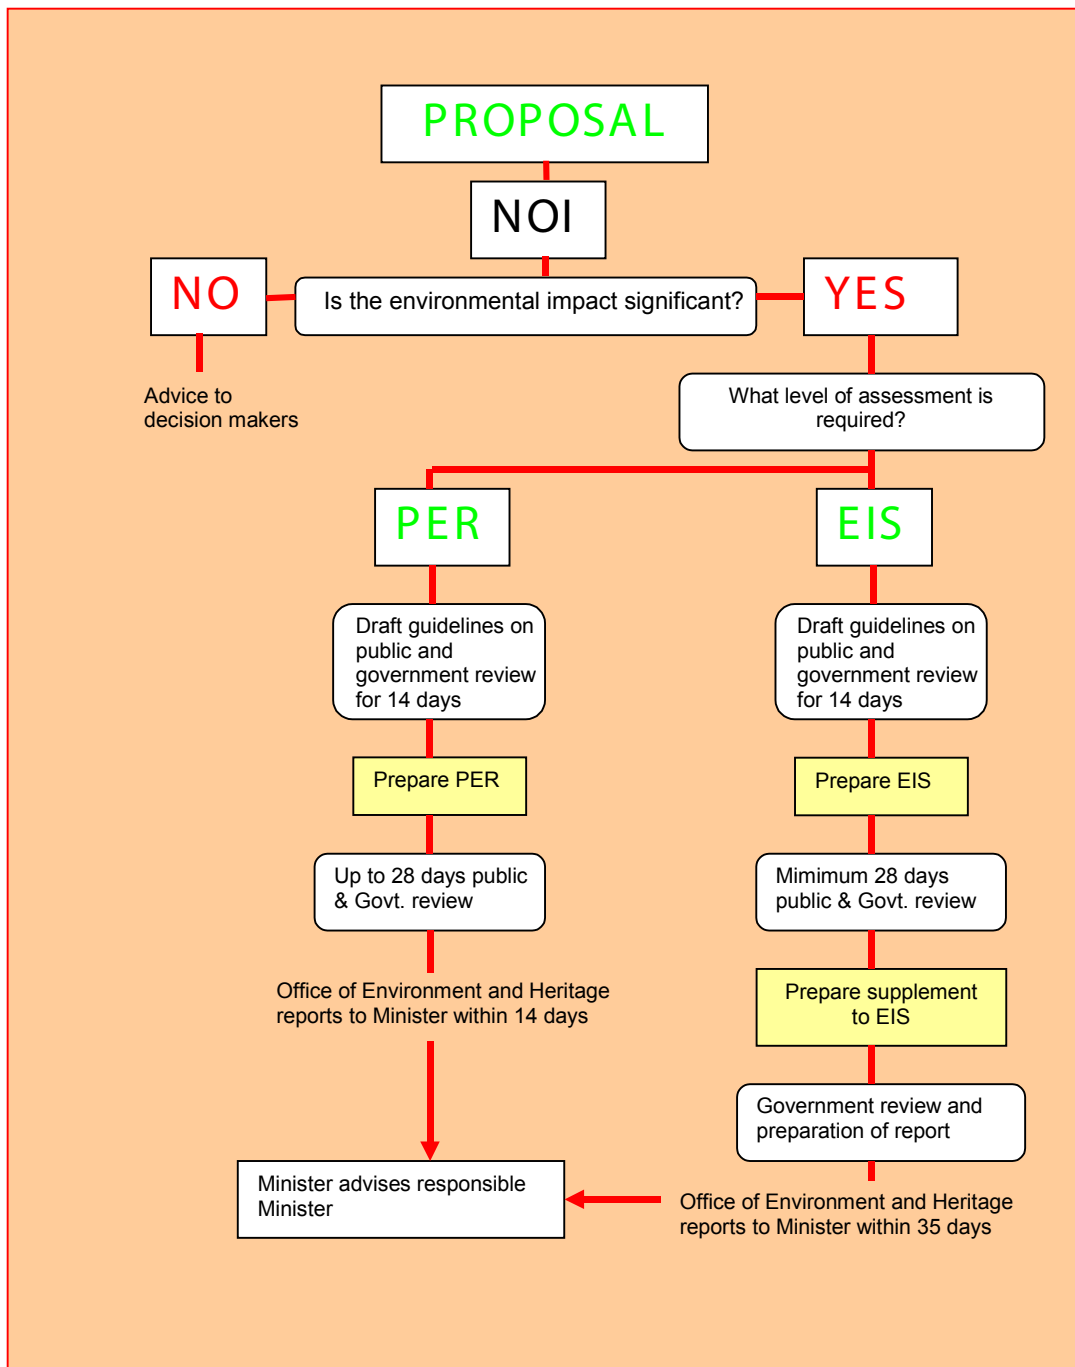 PROPOSAL
NOI
NO
Is the environmental impact significant?
YES
Advice to
decision makers
What level of assessment is
required?
PER
EIS
Draft guidelines on
public and
government review
for 14 days
Draft guidelines on
public and
government review
for 14 days
Prepare PER
Prepare EIS
Up to 28 days public
& Govt. review
Mimimum 28 days
public & Govt. review
Office of Environment and Heritage
reports to Minister within 14 days
Prepare supplement
to EIS
Government review and
preparation of report
Minister advises responsible
Minister
Office of Environment and Heritage
reports to Minister within 35 days